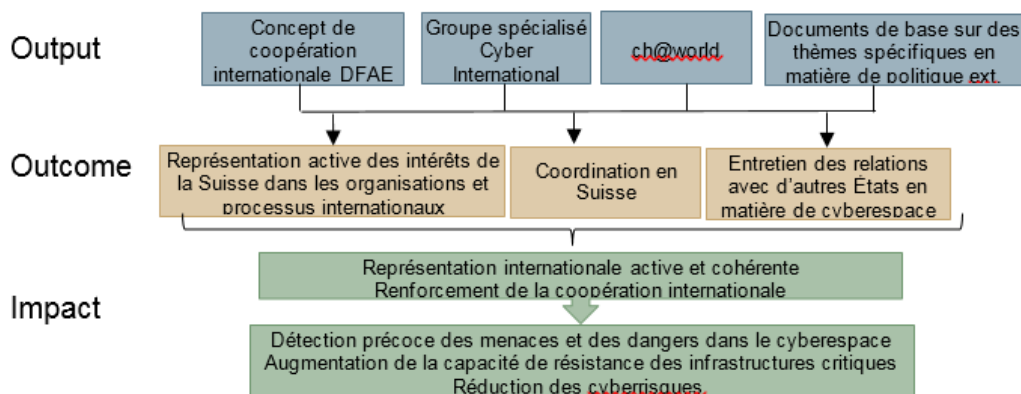 Output
Concept de
coopération
internationale DFAE
Groupe spécialisé
Cyber
International
ch@world
Documents de base sur des
thèmes spécifiques en
matière de politique ext.
Outcome
Représentation active des intérêts de
la Suisse dans les organisations et
processus internationaux
Coordination en
Suisse
Entretien des relations
avec d'autres États en
matière de cyberespace
Impact
Représentation internationale active et cohérente
Renforcement de la coopération internationale
Détection précoce des menaces et des dangers dans le cyberespace
Augmentation de la capacité de résistance des infrastructures critiques
Réduction des cyberrisques.